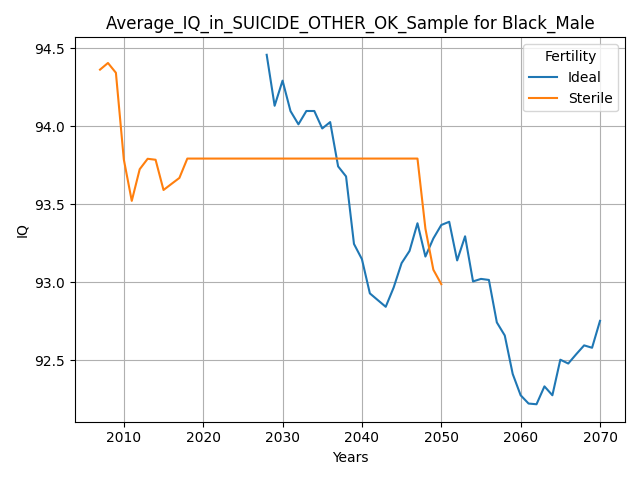 Average_IQ_in_SUICIDE_OTHER_OK_Sample for Black_Male
94.5
94.0
93.5
93.0
92.5
IQ
2010 2020 2030 2040 2050 2060 2070
Years
Fertility
Ideal
Sterile